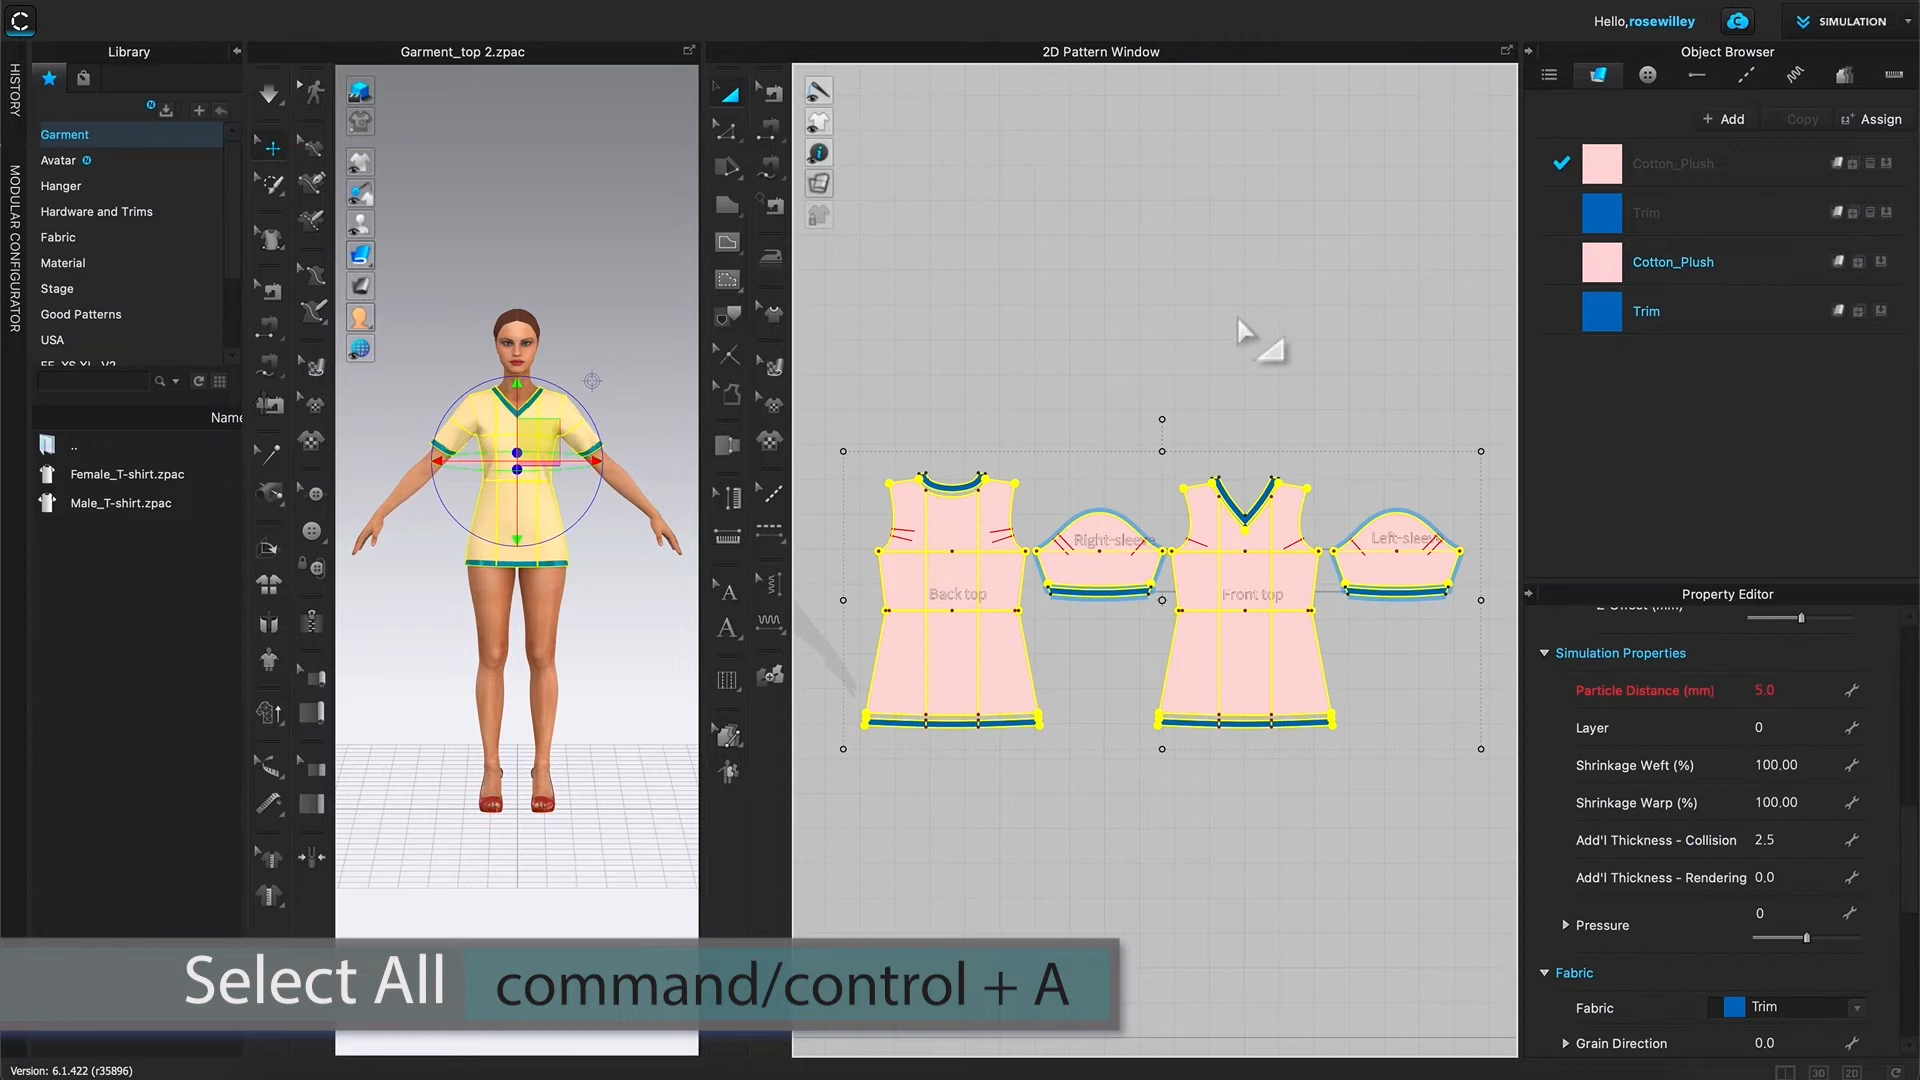 Hello,rosewilley
SIMULATION
Library
Garment_top 2.zpac
2D Pattern Window
Object Browser
HISTORY
MODULAR CONFIGURATOR
Garment
Avatar
Hanger
Hardware and Trims
Fabric
Material
Stage
Good Patterns
USA
Name
..
Female_T-shirt.zpac
Male_T-shirt.zpac
+ Add
Copy
Assign
Cotton_Plush
Trim
Cotton_Plush
Trim
Right-sleeve
Left-sleeve
Back top
Front top
Property Editor
Simulation Properties
Particle Distance (mm) 5.0
Layer 0
Shrinkage Weft (%) 100.00
Shrinkage Warp (%) 100.00
Add'l Thickness - Collision 2.5
Add'l Thickness - Rendering 0.0
Pressure 0
Fabric
Fabric Trim
Grain Direction 0.0
Select All command/control + A
Version: 6.1.422 (r35896)
3D 2D